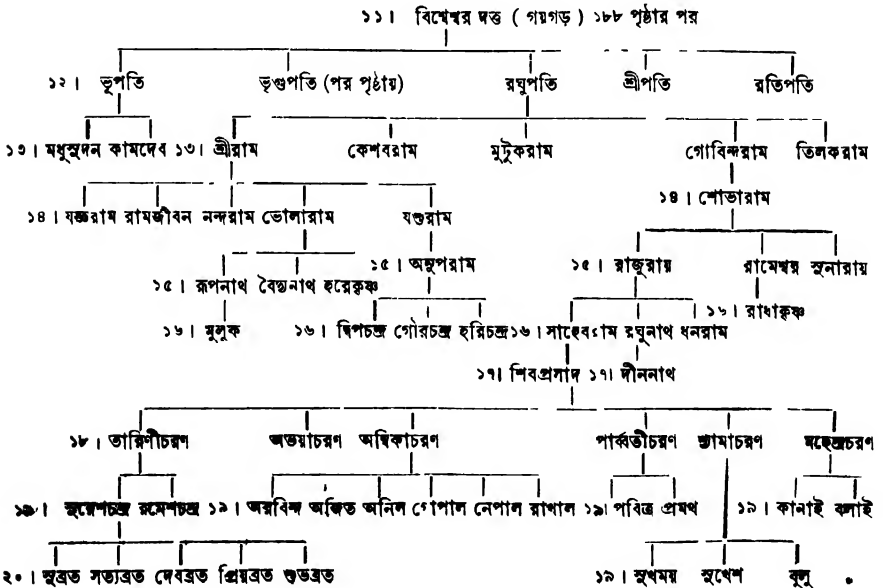 ১১। বিশ্বেশ্বর দত্ত ( গয়গড় ) ১৮৮ পৃষ্ঠার পর
১২। ভূপতি ভৃগুপতি (পর পৃষ্ঠায়) রঘুপতি শ্রীপতি রতিপতি
১৩। মধুসূদন কামদেব ১৩। শ্রীরাম কেশবরাম মুটুকরাম গোবিন্দরাম তিলকরাম
১৪। শোভারাম
১৪। যজ্ঞরাম রামজীবন নন্দরাম ভোলারাম যশুরাম
১৫। অনুপরাম ১৫। রাজুরায় রামেশ্বর সুনারায়
১৫। রূপনাথ বৈদ্যনাথ হরেকৃষ্ণ ১৬। রাধাকৃষ্ণ
১৬। মুলুক ১৬। দ্বিপচন্দ্র গৌরচন্দ্র হরিচন্দ্র ১৬। সাহেবরাম রঘুনাথ ধনরাম
১৭। শিবপ্রসাদ ১৭। দীননাথ
১৮। তারিণীচরণ অভয়াচরণ অম্বিকাচরণ পার্ব্বতীচরণ শ্যামাচরণ মহেন্দ্রচরণ
১৯। সুরেশচন্দ্র রমেশচন্দ্র ১৯। অরবিন্দ অজিত অনিল গোপাল নেপাল রাখাল ১৯। পবিত্র প্রমথ ১৯। কানাই বলাই
২০। সুব্রত সত্যব্রত দেবব্রত প্রিয়ব্রত শুভব্রত ১৯। সুখময় সুখেশ বুলু